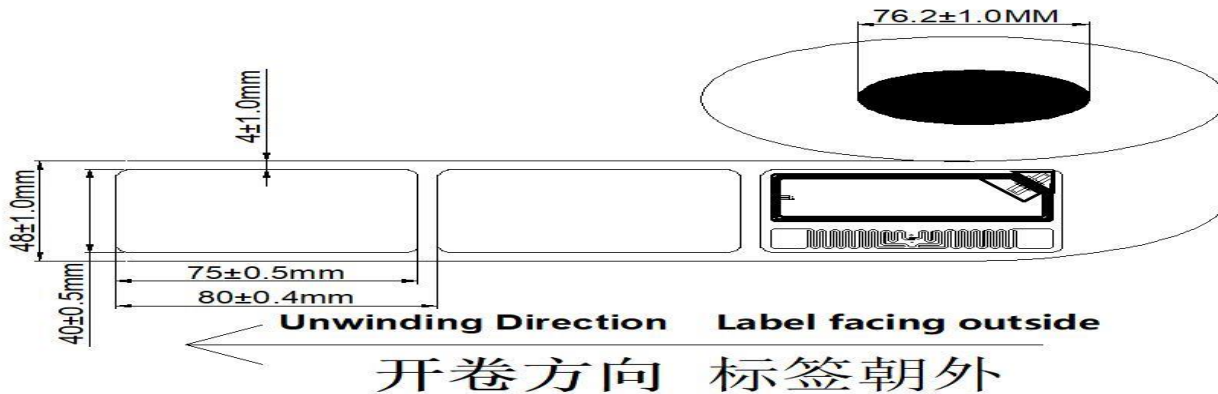 76.2±1.0MM
4±1.0mm
48±1.0mm
40±0.5mm
75±0.5mm
80±0.4mm
Unwinding Direction Label facing outside
开卷方向 标签朝外